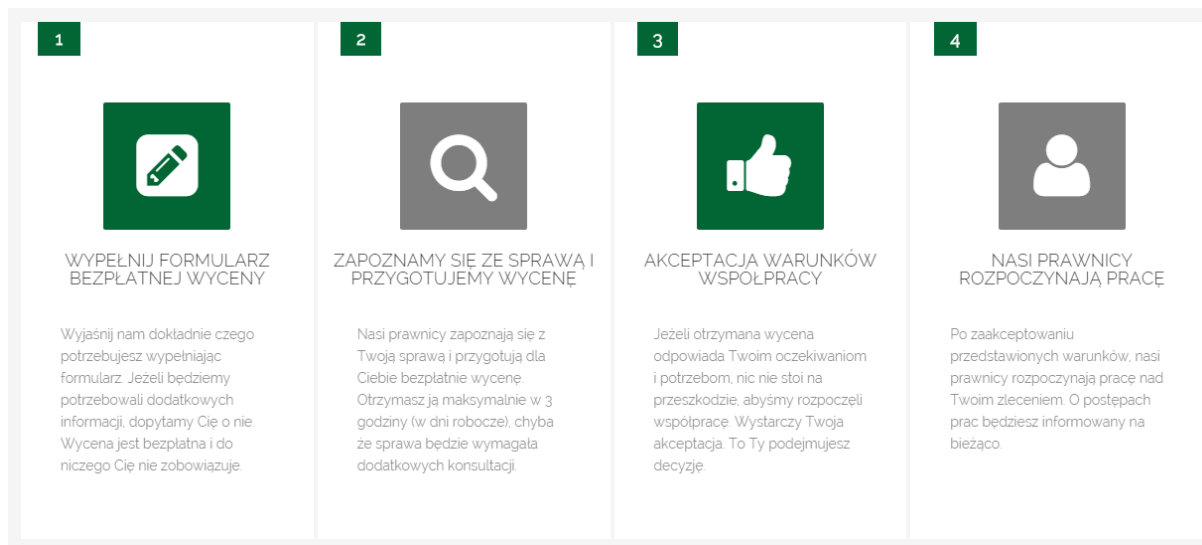 1
WYPEŁNIJ FORMULARZ
BEZPŁATNEJ WYCENY
Wyjaśnij nam dokładnie czego
potrzebujesz wypełniając
formularz. Jeżeli będziemy
potrzebowali dodatkowych
informacji, dopytamy Cię o nie.
Wycena jest bezpłatna i do
niczego Cię nie zobowiązuje.
2
ZAPOZNAMY SIĘ ZE SPRAWĄ I
PRZYGOTUJEMY WYCENĘ
Nasi prawnicy zapoznają się z
Twoją sprawą i przygotują dla
Ciebie bezpłatnie wycenę.
Otrzymasz ją maksymalnie w 3
godziny (w dni robocze), chyba
że sprawa będzie wymagała
dodatkowych konsultacji.
3
AKCEPTACJA WARUNKÓW
WSPÓŁPRACY
Jeżeli otrzymana wycena
odpowiada Twoim oczekiwaniom
i potrzebom, nic nie stoi na
przeszkodzie, abyśmy rozpoczęli
współpracę. Wystarczy Twoja
akceptacja. To Ty podejmujesz
decyzję.
4
NASI PRAWNICY
ROZPOCZYNAJĄ PRACĘ
Po zaakceptowaniu
przedstawionych warunków, nasi
prawnicy rozpoczynają pracę nad
Twoim zleceniem. O postępach
prac będziesz informowany na
bieżąco.